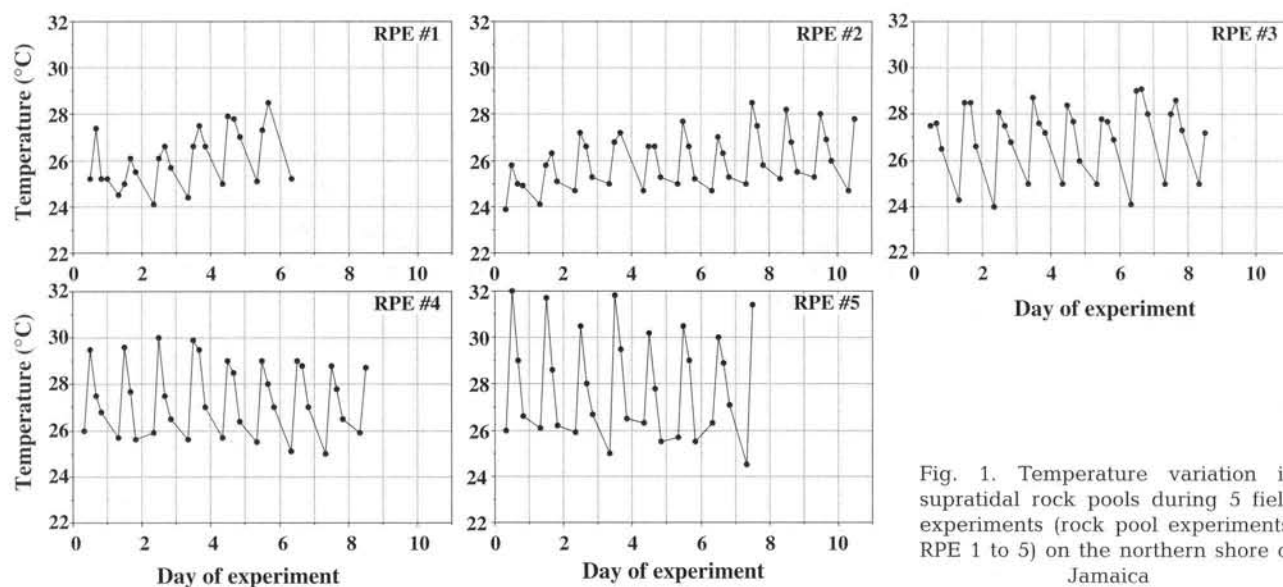 Temperature (°C)
32
30
28
26
24
22
RPE #1
0 2 4 6 8 10
32
30
28
26
24
22
RPE #2
0 2 4 6 8 10
32
30
28
26
24
22
RPE #3
0 2 4 6 8 10
Day of experiment
Temperature (°C)
32
30
28
26
24
22
RPE #4
0 2 4 6 8 10
Day of experiment
32
30
28
26
24
22
RPE #5
0 2 4 6 8 10
Day of experiment
Fig. 1. Temperature variation i
supratidal rock pools during 5 fiel
experiments (rock pool experiments
RPE 1 to 5) on the northern shore o
Jamaica